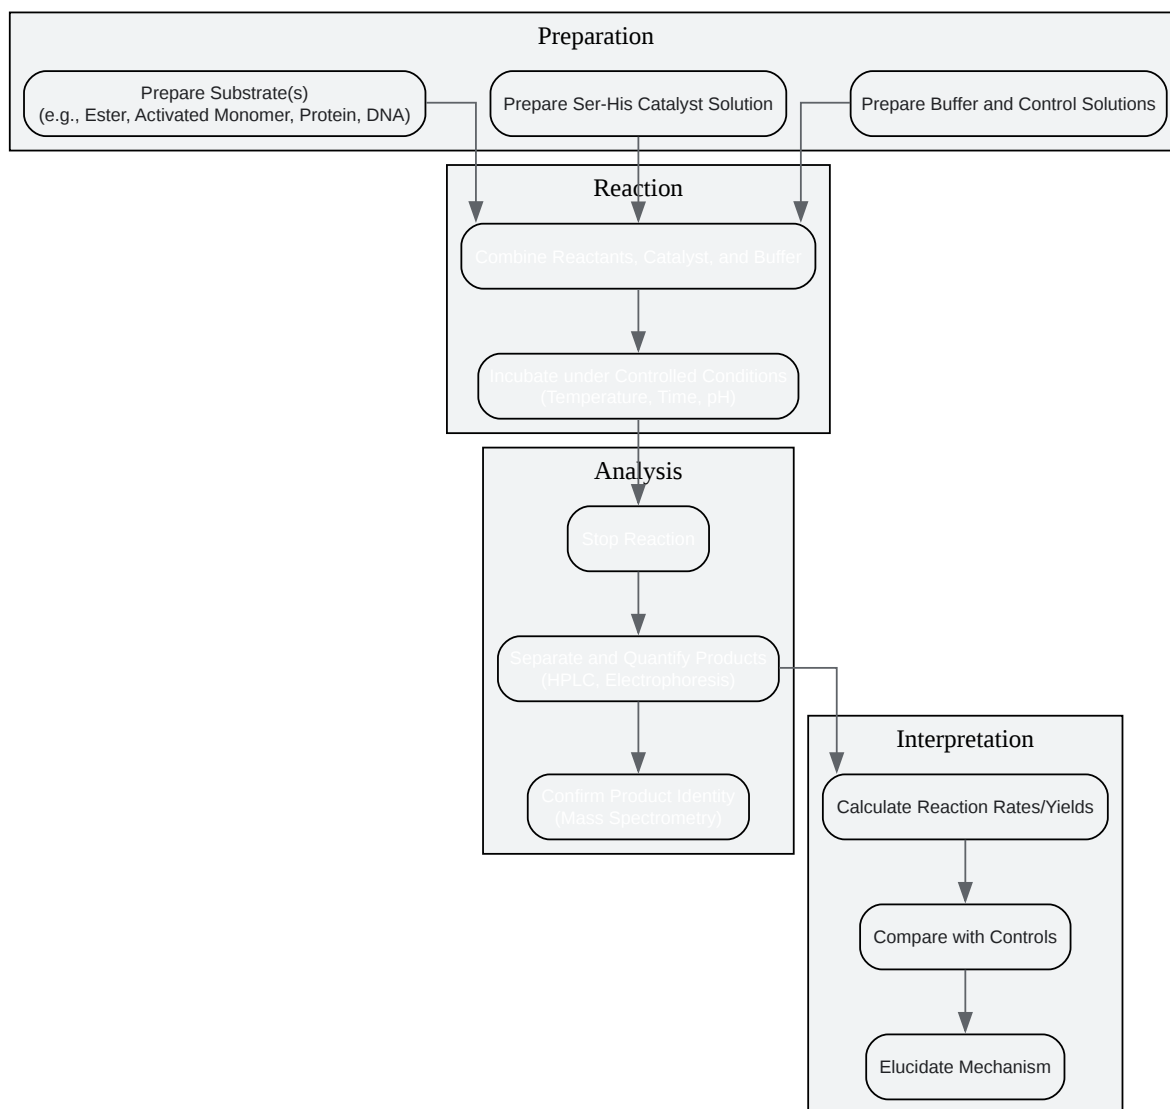 Preparation
Prepare Substrate(s)
(e.g., Ester, Activated Monomer, Protein, DNA)
Prepare Ser-His Catalyst Solution
Prepare Buffer and Control Solutions
Reaction
Combine Reactants, Catalyst, and Buffer
Incubate under Controlled Conditions
(Temperature, Time, pH)
Analysis
Stop Reaction
Separate and Quantify Products
(HPLC, Electrophoresis)
Confirm Product Identity
(Mass Spectrometry)
Interpretation
Calculate Reaction Rates/Yields
Compare with Controls
Elucidate Mechanism